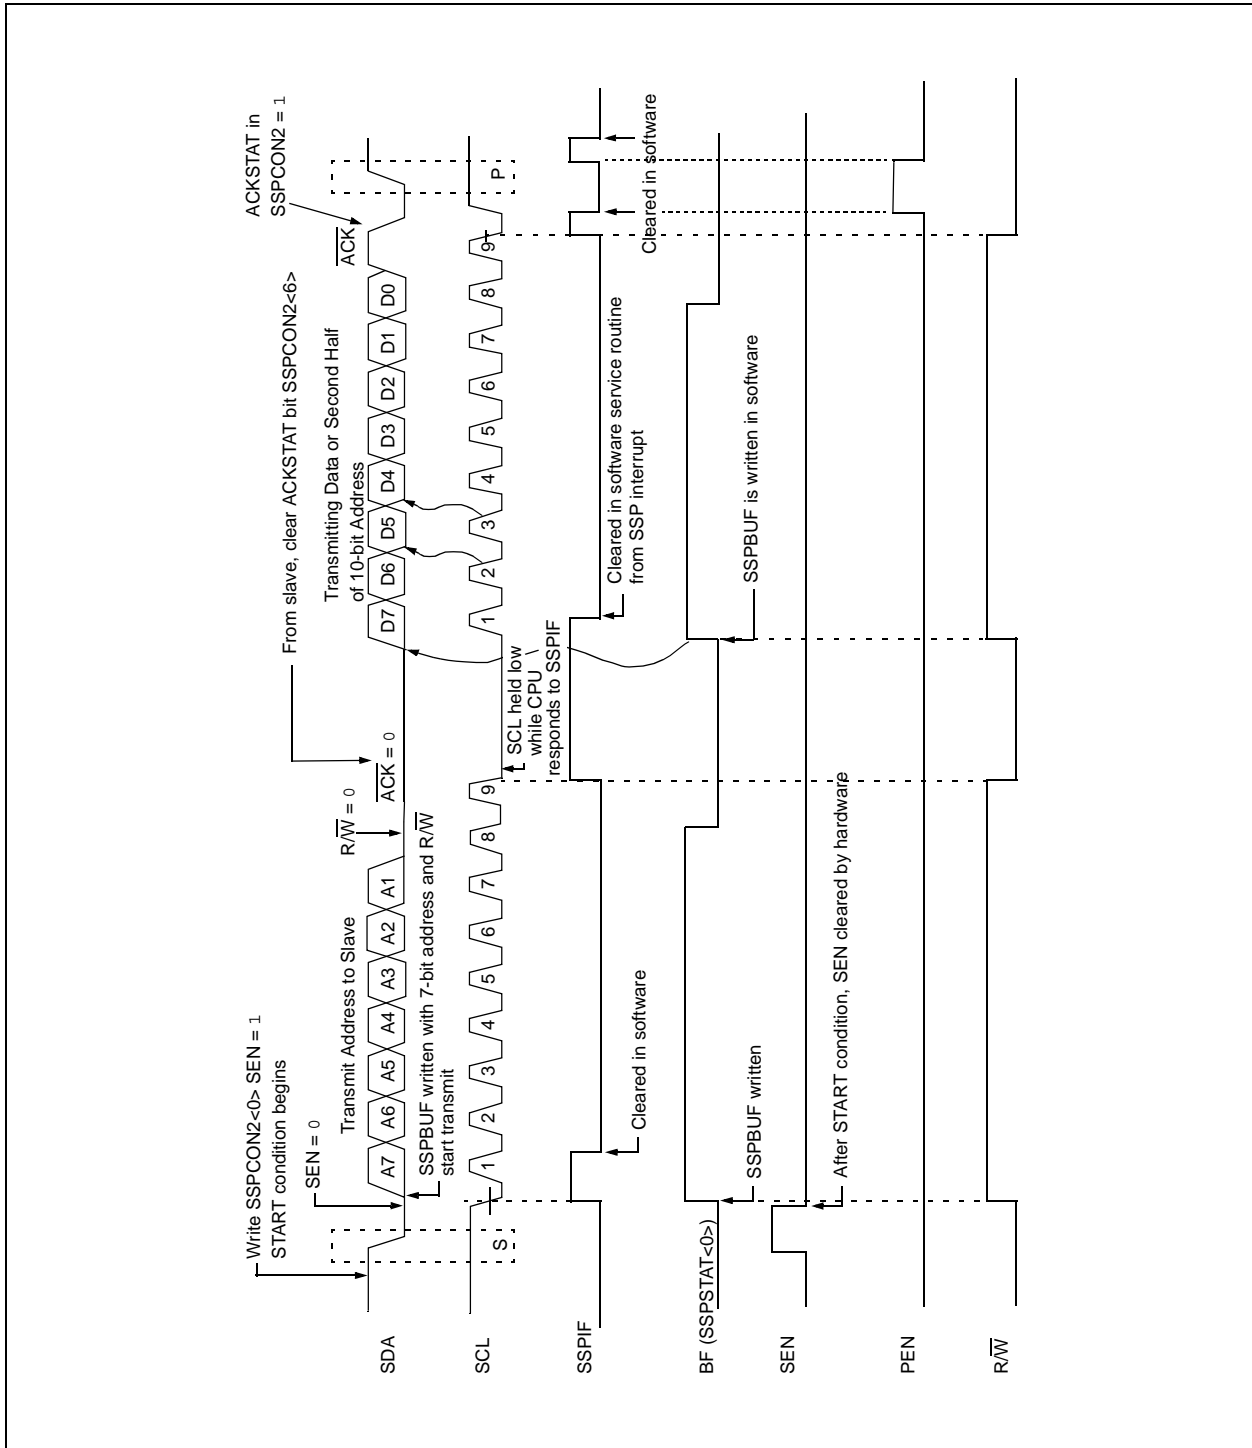 Write SSPCON2<0> SEN = 1
START condition begins
SEN = 0
Transmit Address to Slave
R/W = 0
From slave, clear ACKSTAT bit SSPCON2<6>
ACK = 0
Transmitting Data or Second Half
of 10-bit Address
ACKSTAT in
SSPCON2 = 1
ACK
SDA
A7 A6 A5 A4 A3 A2 A1
D7 D6 D5 D4 D3 D2 D1 D0
SSPBUF written with 7-bit address and R/W
start transmit
SCL
S
1 2 3 4 5 6 7 8 9
1 2 3 4 5 6 7 8 9
P
SCL held low
while CPU
responds to SSPIF
SSPIF
Cleared in software
Cleared in software service routine
from SSP interrupt
Cleared in software
Cleared in software
BF (SSPSTAT<0>)
SSPBUF written
SSPBUF is written in software
SEN
After START condition, SEN cleared by hardware
PEN
R/W